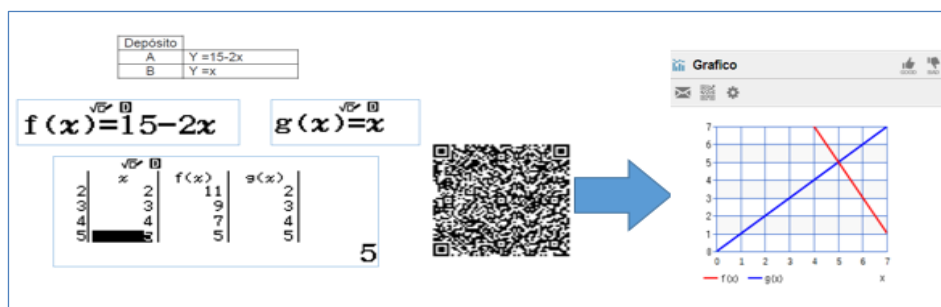 Depósito
A Y =15-2x
B Y =x
√▱ D
f(x)=15-2x
√▱ D
g(x)=x
√▱ D
x f(x) g(x)
2 2 11 2
3 3 9 3
4 4 7 4
5 5 5
5
Grafico
GOOD BAD
7
6
5
4
3
2
1
0
0 1 2 3 4 5 6 7
f(x) g(x) x